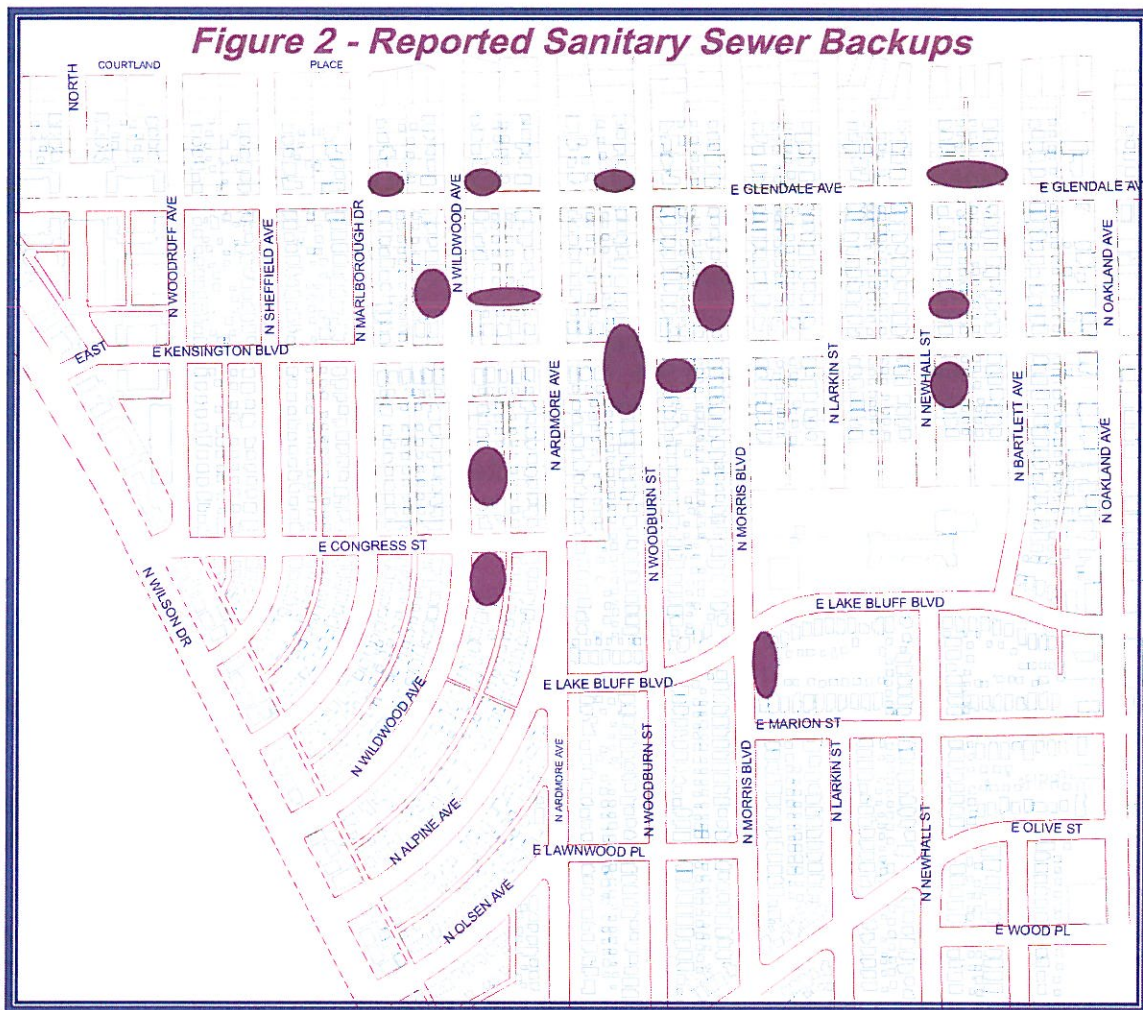 Figure 2 - Reported Sanitary Sewer Backups
COURTLAND
PLACE
NORTH
E GLENDALE AVE
E GLENDALE AV
N WOODRUFF AVE
N SHEFFIELD AVE
N MARLBOROUGH DR
N WILDWOOD AVE
N OAKLAND AVE
EAST
E KENSINGTON BLVD
N ARDMORE AVE
N LARKIN ST
N NEWHALL ST
N BARTLETT AVE
N OAKLAND AVE
N WOODBURN ST
N MORRIS BLVD
E CONGRESS ST
N WILSON DR
E LAKE BLUFF BLVD
E LAKE BLUFF BLVD
E MARION ST
N WILDWOOD AVE
N ARDMORE AVE
N WOODBURN ST
N MORRIS BLVD
N LARKIN ST
N ALPINE AVE
E LAWNWOOD PL
N NEWHALL ST
E OLIVE ST
N OLSEN AVE
E WOOD PL